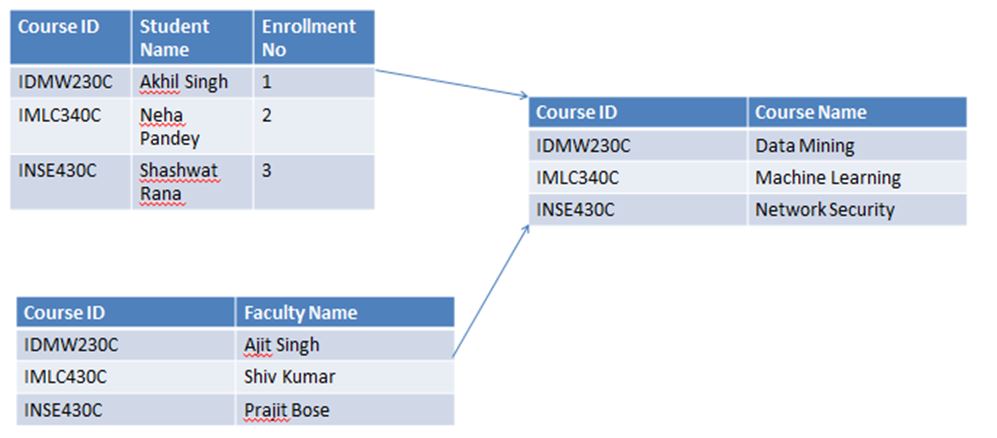 Course ID Student Name Enrollment No
IDMW230C Akhil Singh 1
IMLC340C Neha Pandey 2
INSE430C Shashwat Rana 3
Course ID Course Name
IDMW230C Data Mining
IMLC340C Machine Learning
INSE430C Network Security
Course ID Faculty Name
IDMW230C Ajit Singh
IMLC430C Shiv Kumar
INSE430C Prajit Bose